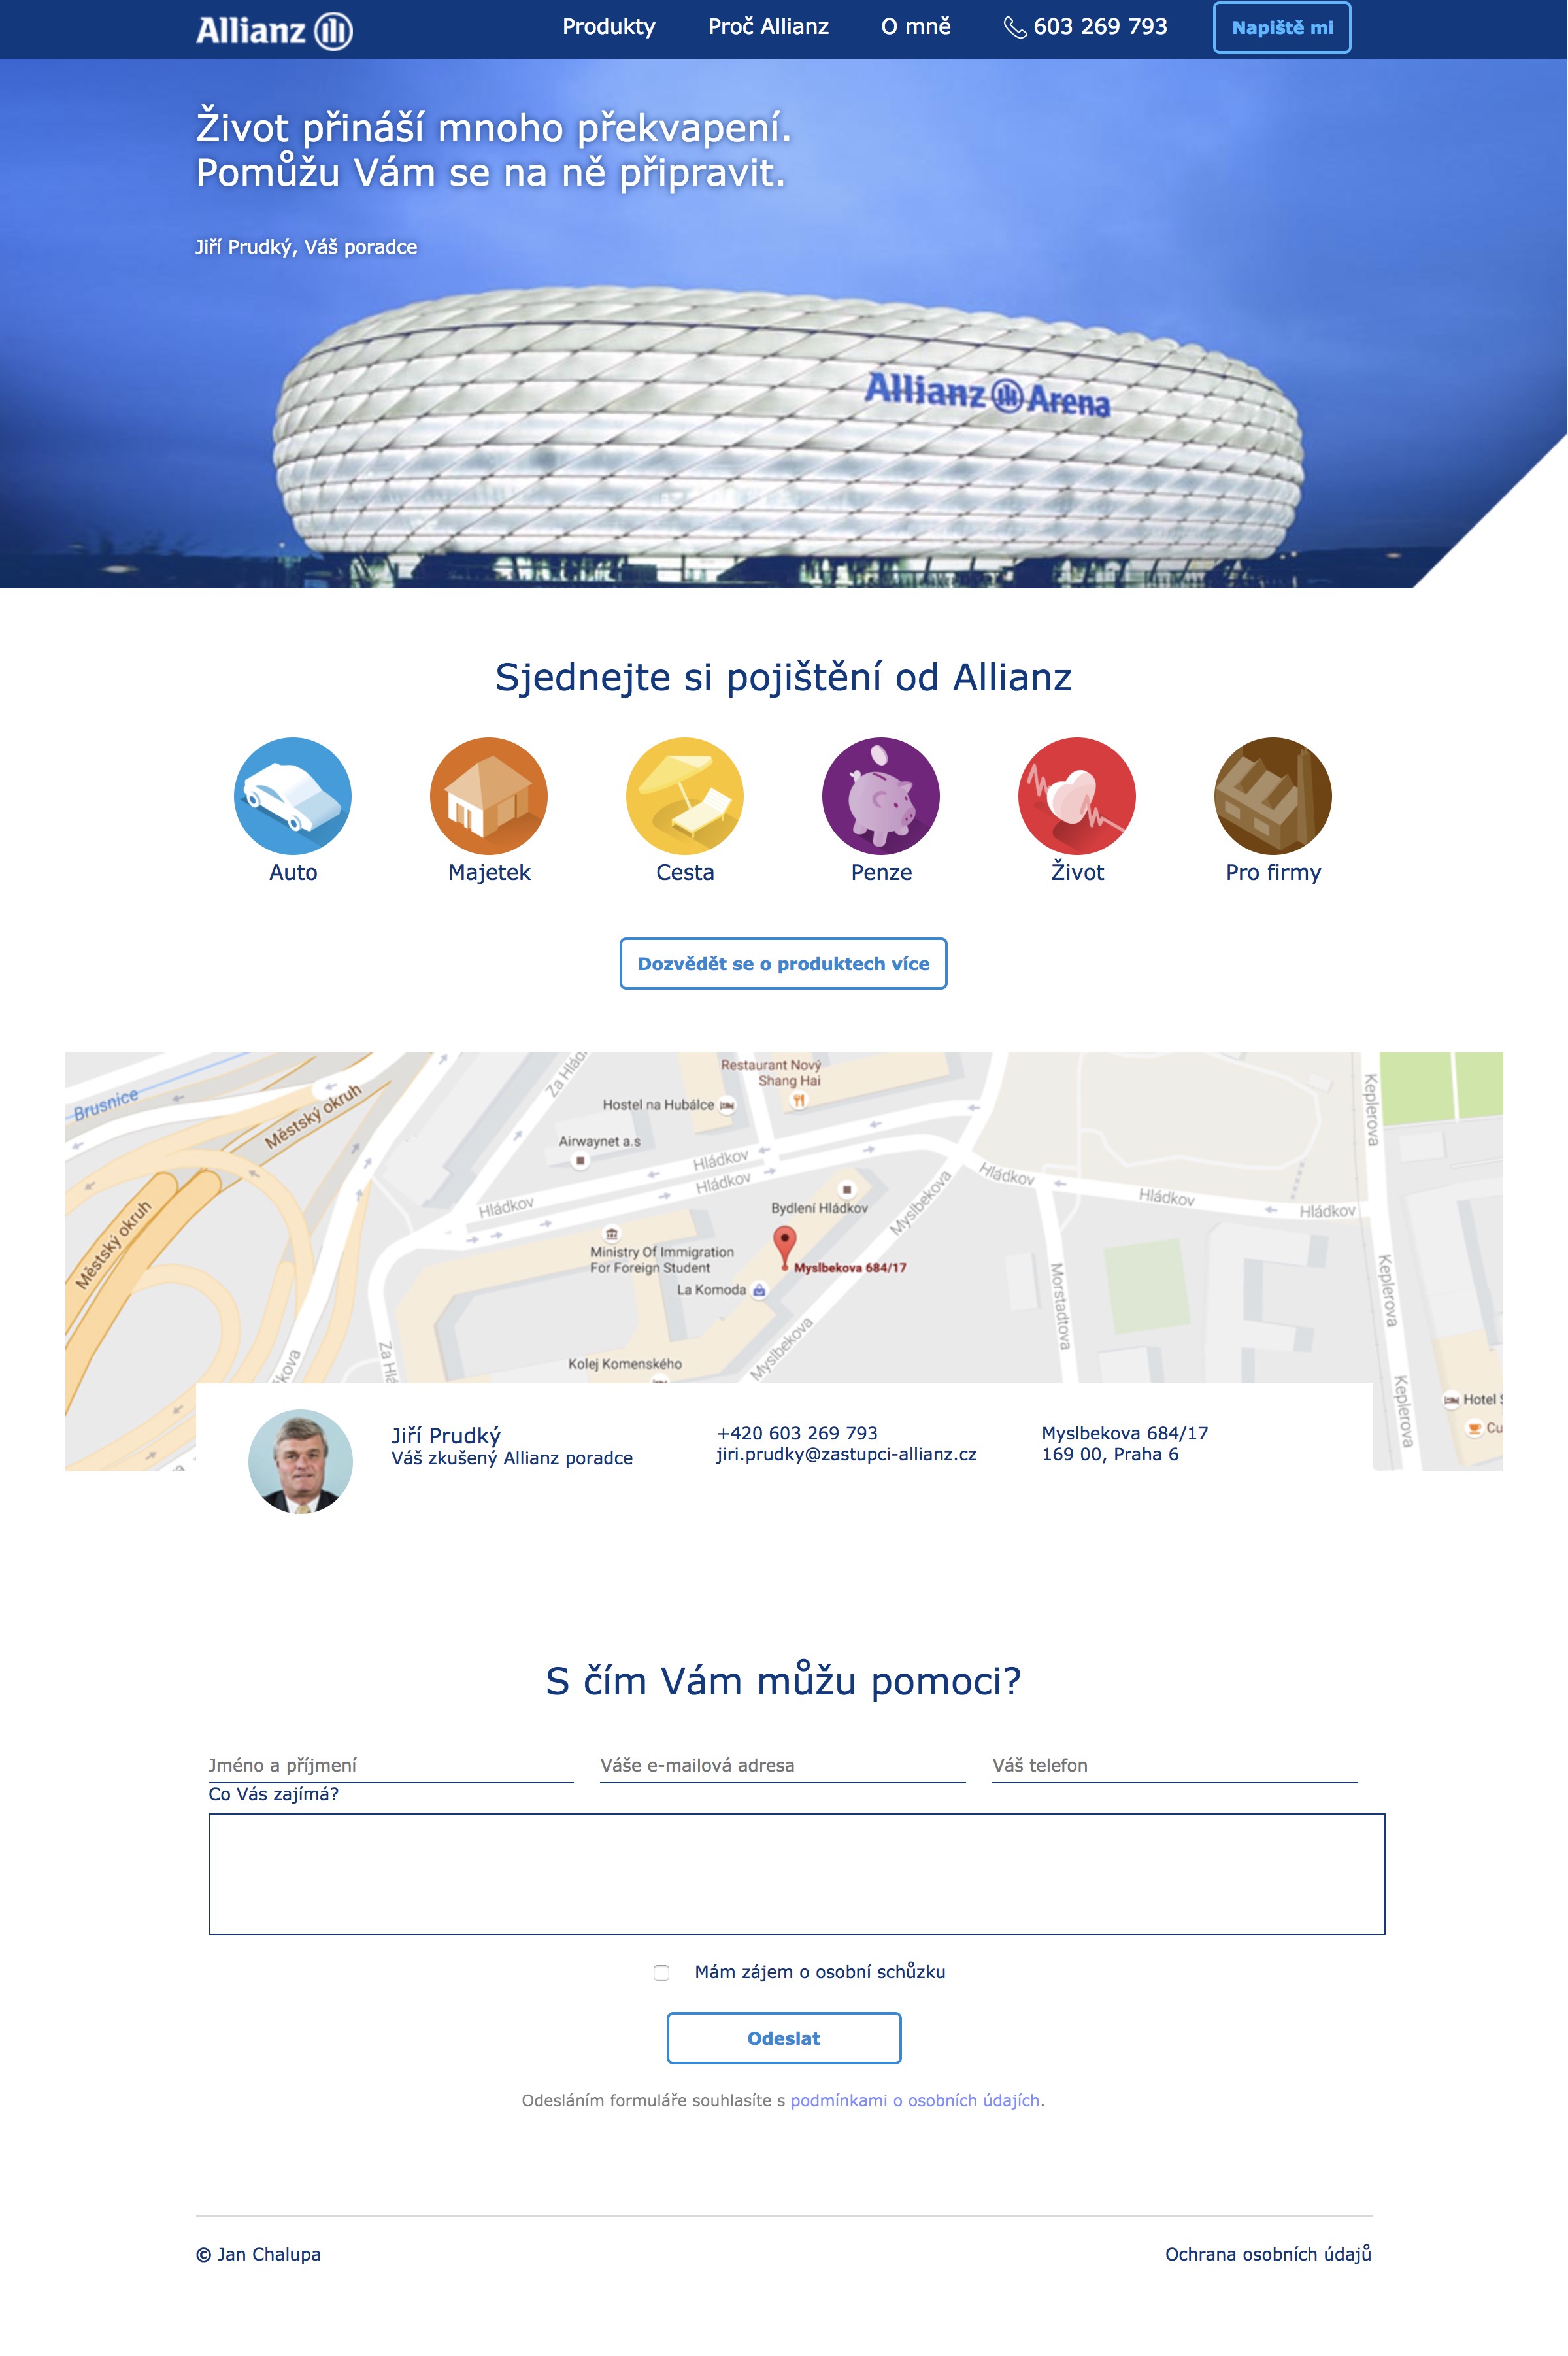 Allianz
Produkty
Proč Allianz
O mně
603 269 793
Napiště mi
Život přináší mnoho překvapení.
Pomůžu Vám se na ně připravit.
Jiří Prudký, Váš poradce
Allianz Arena
Sjednejte si pojištění od Allianz
Auto
Majetek
Cesta
Penze
Život
Pro firmy
Dozvědět se o produktech více
Brusnice
Městský okruh
Za Hlád
Restaurant Nový
Shang Hai
Hostel na Hubálce
Airwaynet a.s
Keplerova
Hládkov
Hládkov
Hládkov
Hládkov
Hládkov
Hládkov
Městský okruh
Bydlení Hládkov
Myslbekova
Ministry Of Immigration
For Foreign Student
Myslbekova 684/17
La Komoda
Morstadtova
Keplerova
Za Hlá
kova
Kolej Komenského
Myslbekova
Keplerova
Hotel
Cu
Jiří Prudký
Váš zkušený Allianz poradce
+420 603 269 793
jiri.prudky@zastupci-allianz.cz
Myslbekova 684/17
169 00, Praha 6
S čím Vám můžu pomoci?
Jméno a příjmení
Váše e-mailová adresa
Váš telefon
Co Vás zajímá?
Mám zájem o osobní schůzku
Odeslat
Odesláním formuláře souhlasíte s podmínkami o osobních údajích.
© Jan Chalupa
Ochrana osobních údajů